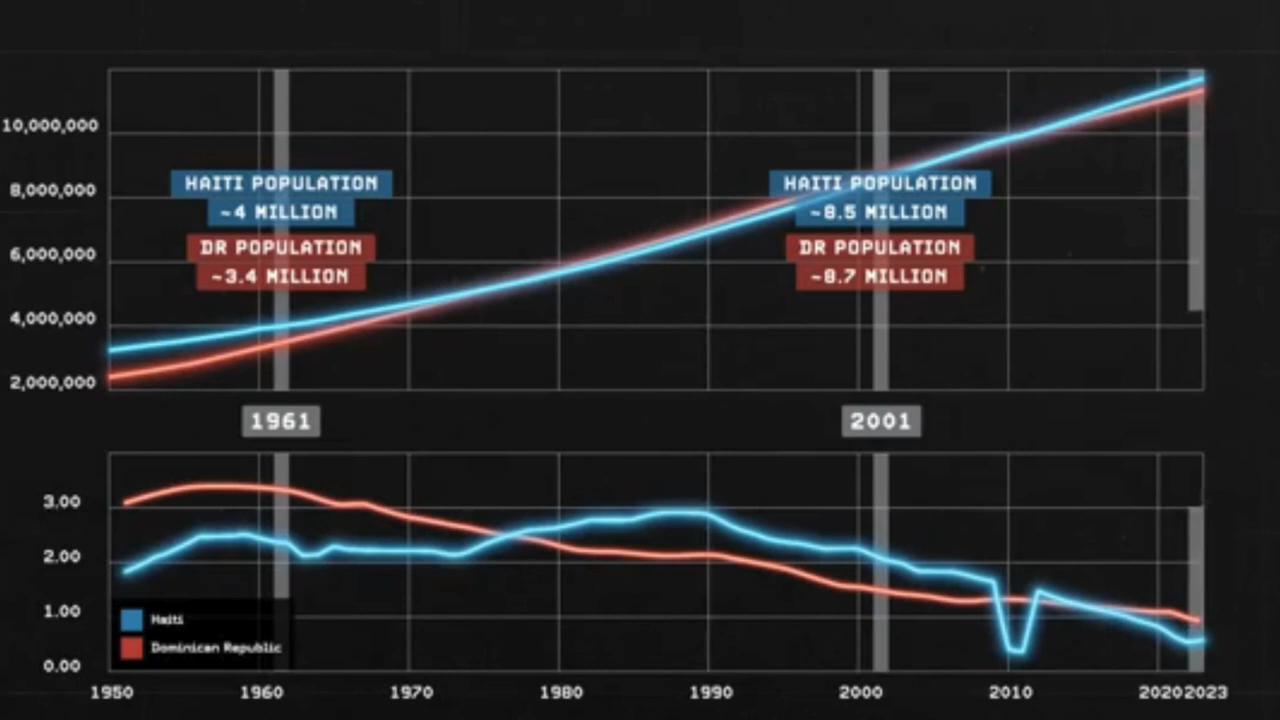 10,000,000
8,000,000
6,000,000
4,000,000
2,000,000
HAITI POPULATION
~4 MILLION
DR POPULATION
~3.4 MILLION
HAITI POPULATION
~8.5 MILLION
DR POPULATION
~8.7 MILLION
1961
2001
3.00
2.00
1.00
0.00
Haiti
Dominican Republic
1950 1960 1970 1980 1990 2000 2010 2020 2023